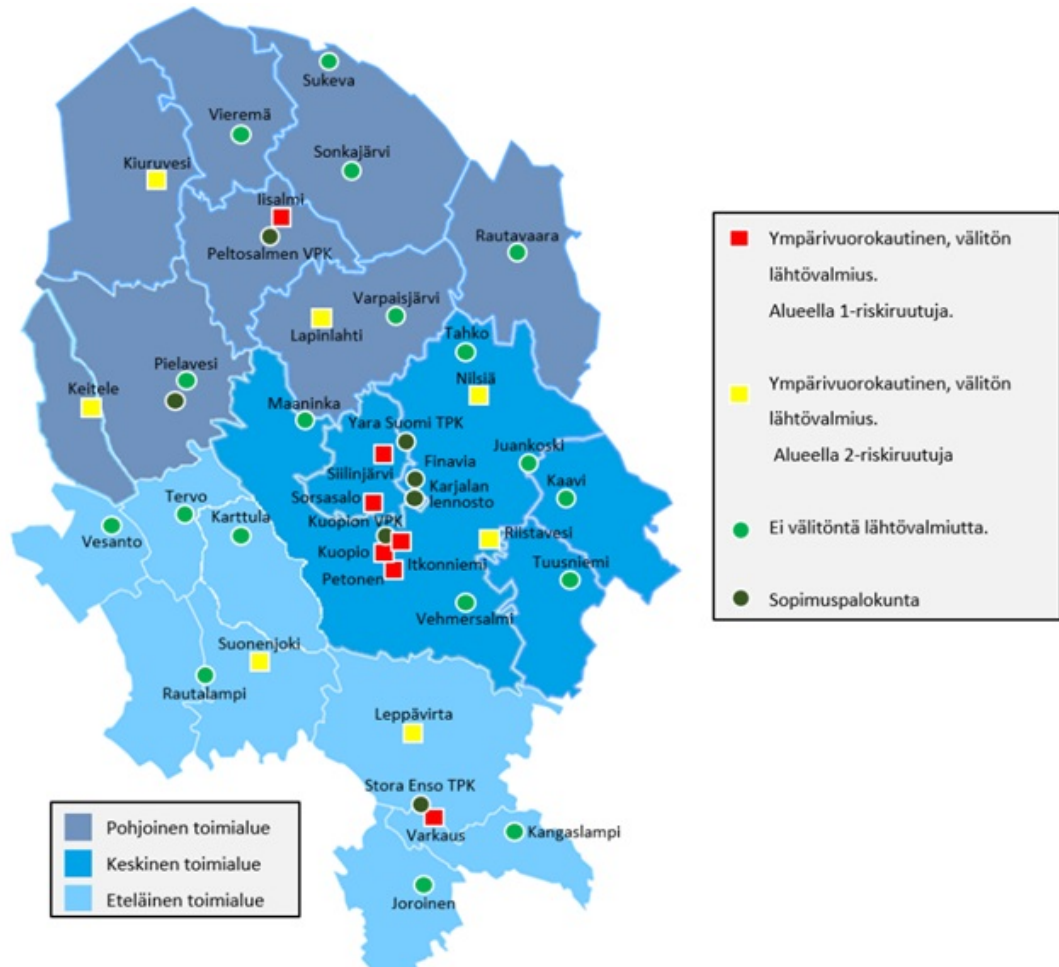 Sukeva
Vieremä
Sonkajärvi
Kiuruvesi
Iisalmi
Peltosalmen VPK
Rautavaara
Varpaisjärvi
Lapinlahti
Tahko
Pielavesi
Keitele
Nilsiä
Maaninka
Yara Suomi TPK
Juankoski
Finavia
Siilinjärvi
Karjalan
lennosto
Kaavi
Sorsasalo
Tervo
Karttula
Vesanto
Kuopion VPK
Riistavesi
Kuopio
Itkonniemi
Petonen
Tuusniemi
Vehmersalmi
Suonenjoki
Rautalampi
Leppävirta
Stora Enso TPK
Varkaus
Kangaslampi
Joroinen
Ympärivuorokautinen, välitön
lähtövalmius.
Alueella 1-riskiruutuja.
Ympärivuorokautinen, välitön
lähtövalmius.
Alueella 2-riskiruutuja
Ei välitöntä lähtövalmiutta.
Sopimuspalokunta
Pohjoinen toimialue
Keskinen toimialue
Eteläinen toimialue